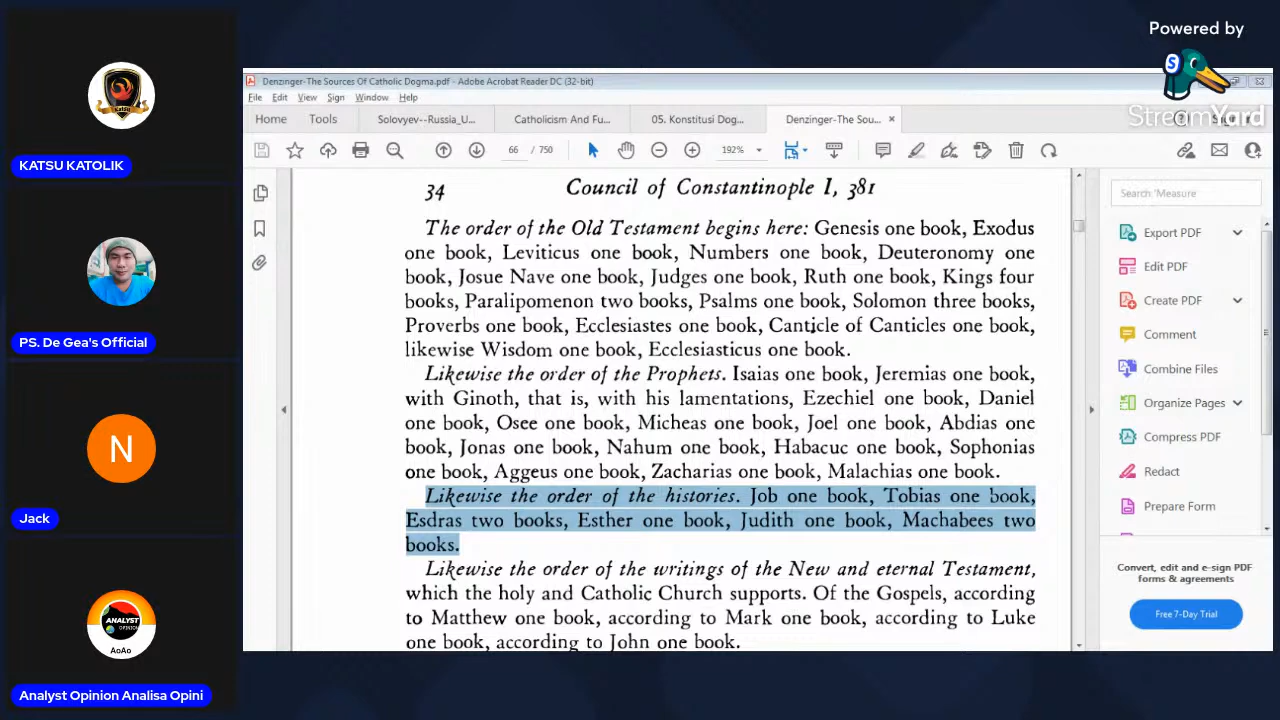 Powered by
StreamYard
KATSU KATOLIK
PS. De Gea's Official
N
Jack
ANALYST
OPINION
AoAo
Analyst Opinion Analisa Opini
Denzinger-The Sources Of Catholic Dogma.pdf - Adobe Acrobat Reader DC (32-bit)
File Edit View Sign Window Help
Home Tools Solovyev--Russia_U... Catholicism And Fu... 05. Konstitusi Dog... Denzinger-The Sou... ×
66 / 750 192%
34 Council of Constantinople I, 381
The order of the Old Testament begins here: Genesis one book, Exodus
one book, Leviticus one book, Numbers one book, Deuteronomy one
book, Josue Nave one book, Judges one book, Ruth one book, Kings four
books, Paralipomenon two books, Psalms one book, Solomon three books,
Proverbs one book, Ecclesiastes one book, Canticle of Canticles one book,
likewise Wisdom one book, Ecclesiasticus one book.
Likewise the order of the Prophets. Isaias one book, Jeremias one book,
with Ginoth, that is, with his lamentations, Ezechiel one book, Daniel
one book, Osee one book, Micheas one book, Joel one book, Abdias one
book, Jonas one book, Nahum one book, Habacuc one book, Sophonias
one book, Aggeus one book, Zacharias one book, Malachias one book.
Likewise the order of the histories. Job one book, Tobias one book,
Esdras two books, Esther one book, Judith one book, Machabees two
books.
Likewise the order of the writings of the New and eternal Testament,
which the holy and Catholic Church supports. Of the Gospels, according
to Matthew one book, according to Mark one book, according to Luke
one book, according to John one book.
Search 'Measure
Export PDF
Edit PDF
Create PDF
Comment
Combine Files
Organize Pages
Compress PDF
Redact
Prepare Form
Convert, edit and e-sign PDF
forms & agreements
Free 7-Day Trial